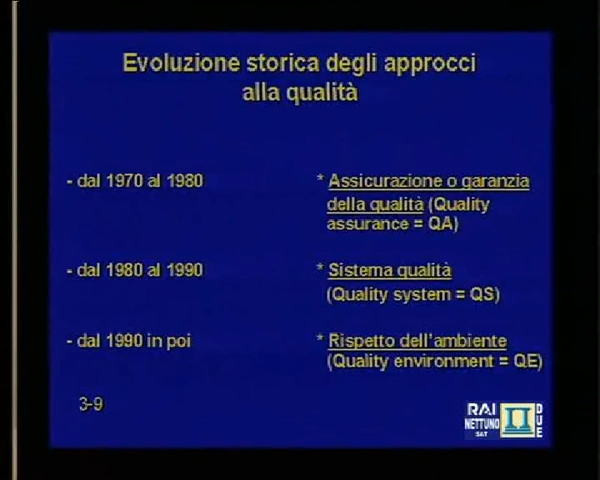 Evoluzione storica degli approcci
alla qualità
- dal 1970 al 1980
* Assicurazione o garanzia
della qualità (Quality
assurance = QA)
- dal 1980 al 1990
* Sistema qualità
(Quality system = QS)
- dal 1990 in poi
* Rispetto dell'ambiente
(Quality environment = QE)
3-9
RAI
NETTUNO
SAT
DUE